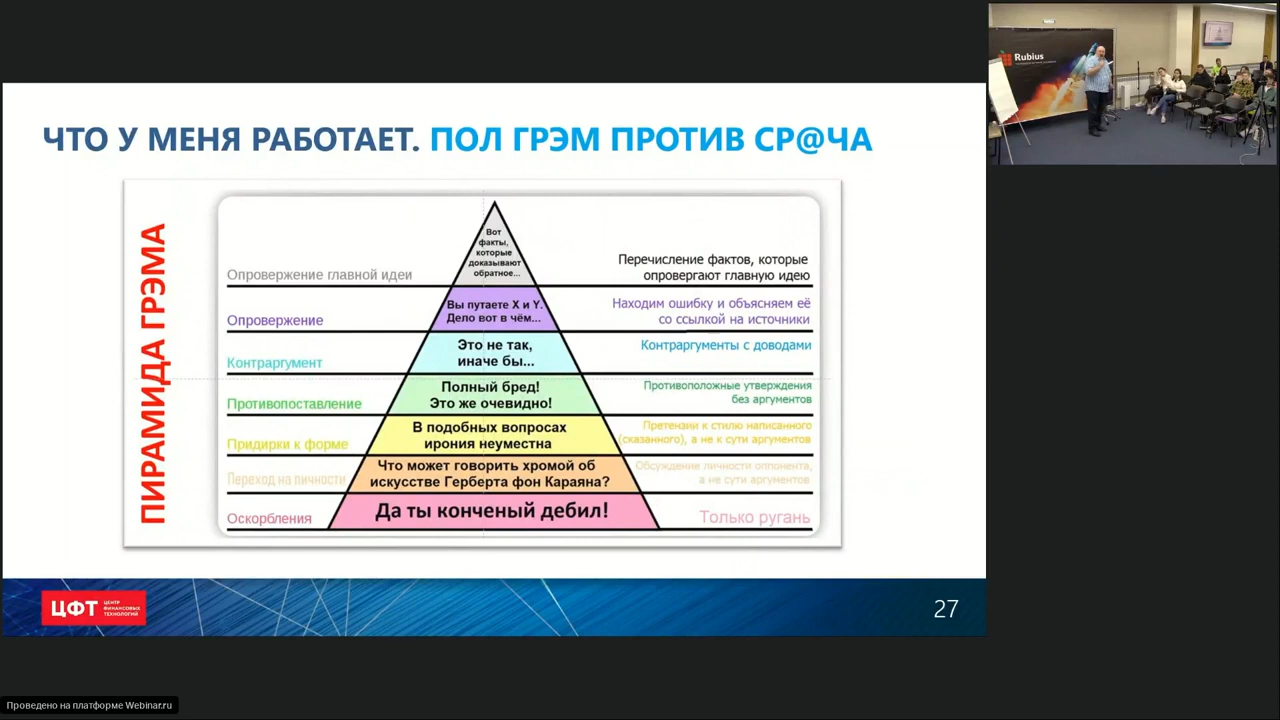 ЧТО У МЕНЯ РАБОТАЕТ. ПОЛ ГРЭМ ПРОТИВ СР@ЧА
ПИРАМИДА ГРЭМА
Опровержение главной идеи
Вот
факты,
которые
доказывают
обратное...
Перечисление фактов, которые
опровергают главную идею
Опровержение
Вы путаете X и Y.
Дело вот в чём...
Находим ошибку и объясняем её
со ссылкой на источники
Контраргумент
Это не так,
иначе бы...
Контраргументы с доводами
Противопоставление
Полный бред!
Это же очевидно!
Противоположные утверждения
без аргументов
Придирки к форме
В подобных вопросах
ирония неуместна
Претензии к стилю написанного
(сказанного), а не к сути аргументов
Переход на личности
Что может говорить хромой об
искусстве Герберта фон Караяна?
Обсуждение личности оппонента,
а не сути аргументов
Оскорбления
Да ты конченый дебил!
Только ругань
ЦФТ
ЦЕНТР
ФИНАНСОВЫХ
ТЕХНОЛОГИЙ
27
Rubius
Проведено на платформе Webinar.ru